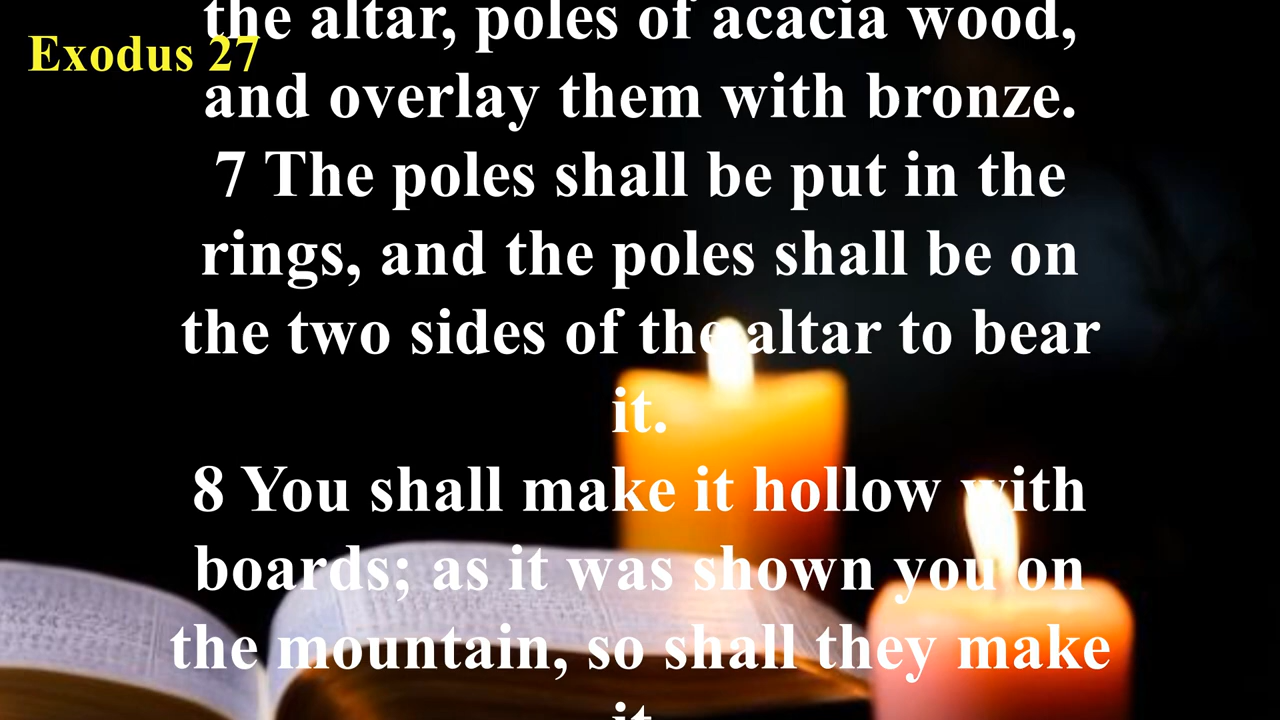 the altar, poles of acacia wood,
Exodus 27
and overlay them with bronze.
7 The poles shall be put in the
rings, and the poles shall be on
the two sides of the altar to bear
it.
8 You shall make it hollow with
boards; as it was shown you on
the mountain, so shall they make
it.